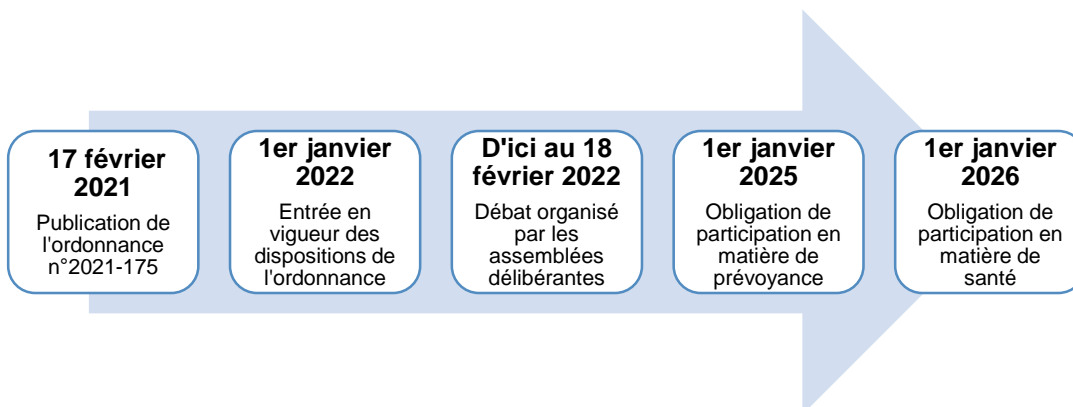 17 février
2021
Publication de
l'ordonnance
n°2021-175
1er janvier
2022
Entrée en
vigueur des
dispositions de
l'ordonnance
D'ici au 18
février 2022
Débat organisé
par les
assemblées
délibérantes
1er janvier
2025
Obligation de
participation en
matière de
prévoyance
1er janvier
2026
Obligation de
participation en
matière de
santé